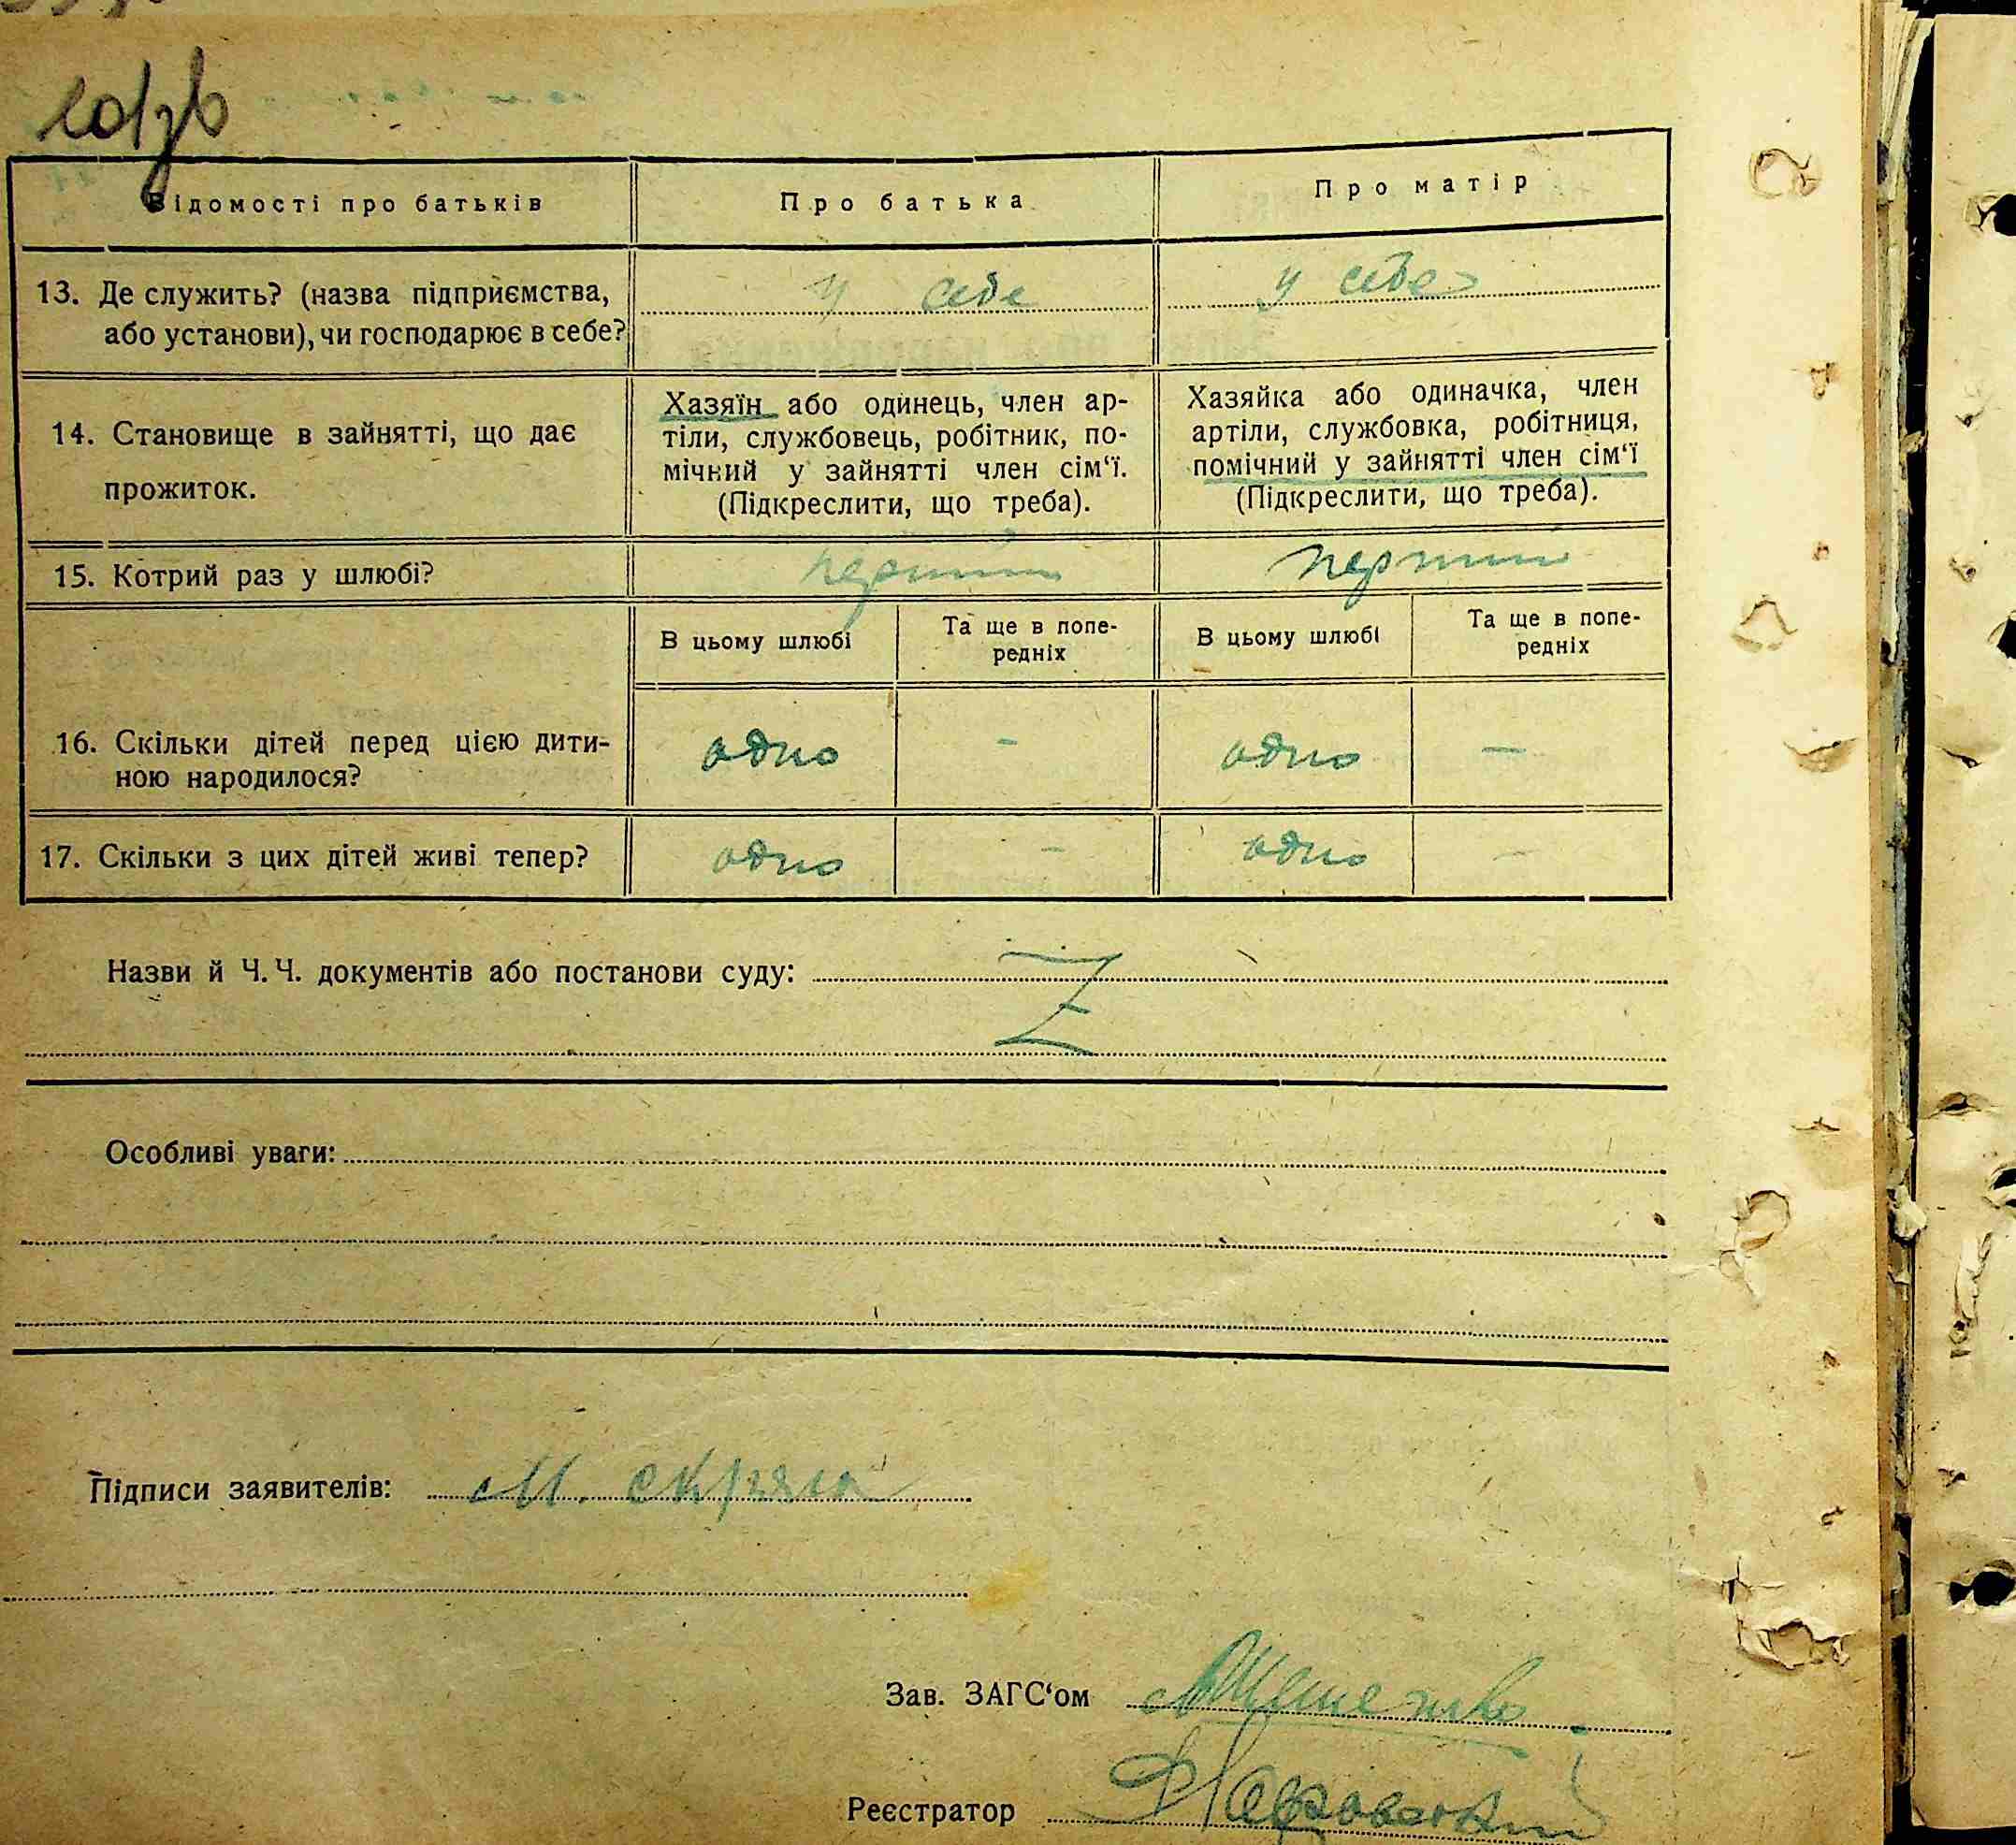 Відомості про батьків
Про батька
Про матір
13. Де служить? (назва підприємства,
або установи), чи господарює в себе?
у себе
у себе
14. Становище в зайнятті, що дає
прожиток.
Хазяїн або одинець, член ар-
тіли, службовець, робітник, по-
мічний у зайнятті член сім‘ї.
(Підкреслити, що треба).
Хазяйка або одиначка, член
артіли, службовка, робітниця,
помічний у зайнятті член сім‘ї
(Підкреслити, що треба).
15. Котрий раз у шлюбі?
перший
перший
В цьому шлюбі
Та ще в попе-
редніх
В цьому шлюбі
Та ще в попе-
редніх
16. Скільки дітей перед цією дити-
ною народилося?
одно
-
одно
-
17. Скільки з цих дітей живі тепер?
одно
-
одно
-
Назви й Ч. Ч. документів або постанови суду:
Z
Особливі уваги:
Підписи заявителів: М.
Зав. ЗАГС‘ом
Реєстратор